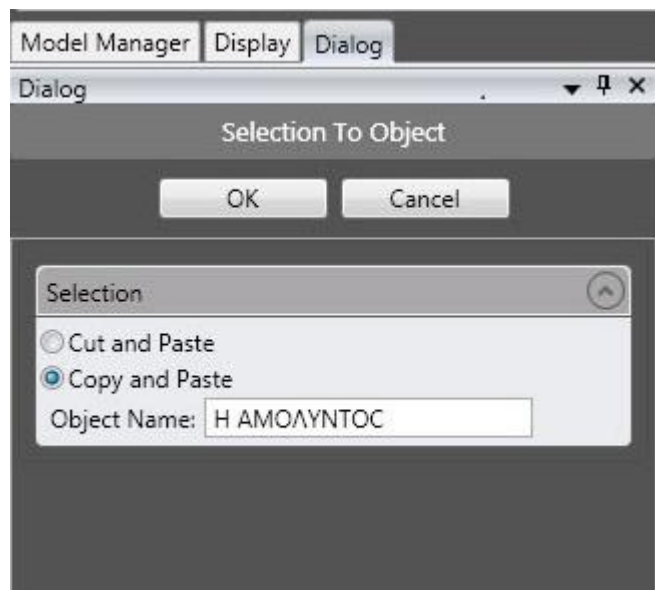 Model Manager Display Dialog
Dialog
Selection To Object
OK Cancel
Selection
Cut and Paste
Copy and Paste
Object Name: Η ΑΜΟΛΥΝΤΟϹ